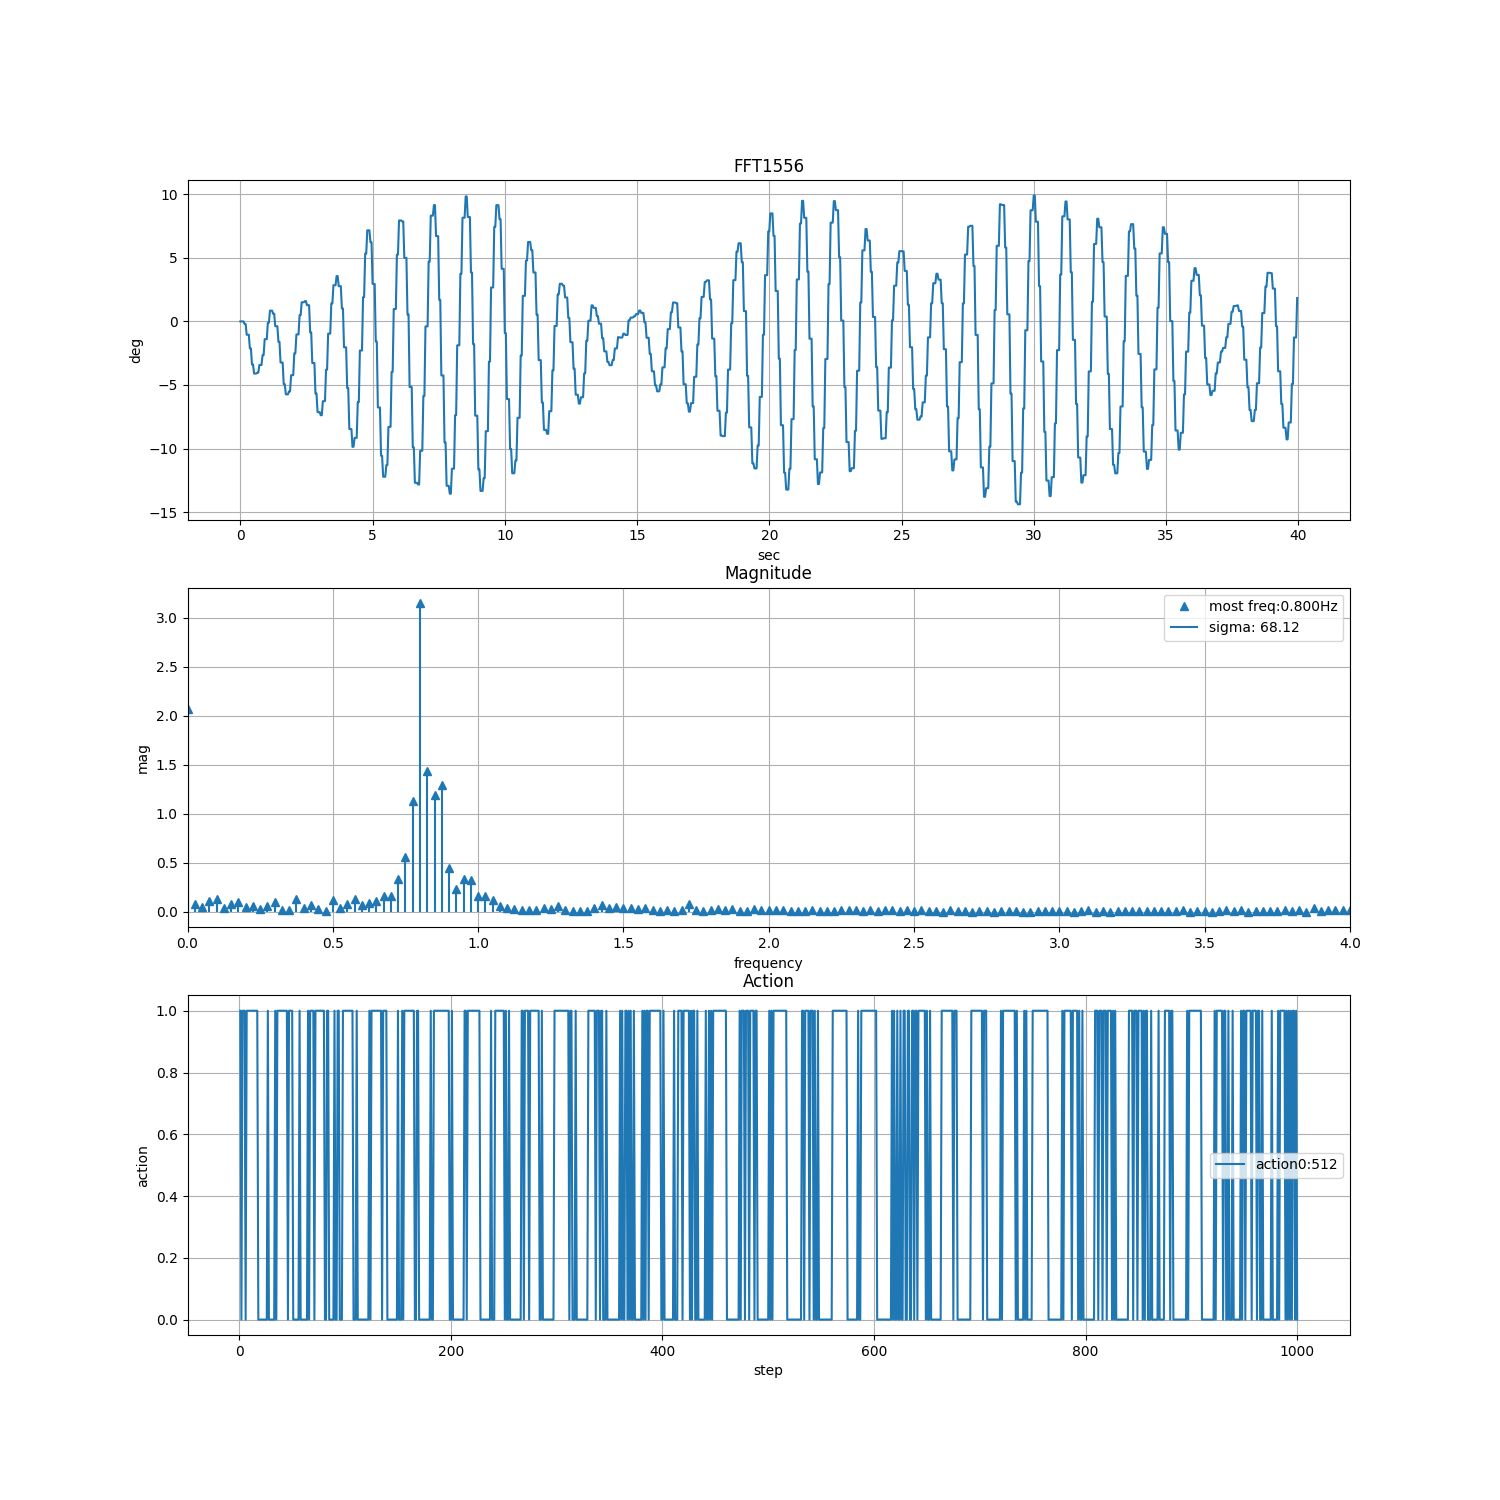 FFT1556
10
5
0
−5
−10
−15
deg
0 5 10 15 20 25 30 35 40
sec
Magnitude
3.0
2.5
2.0
1.5
1.0
0.5
0.0
mag
most freq:0.800Hz
sigma: 68.12
0.0 0.5 1.0 1.5 2.0 2.5 3.0 3.5 4.0
frequency
Action
1.0
0.8
0.6
0.4
0.2
0.0
action
action0:512
0 200 400 600 800 1000
step